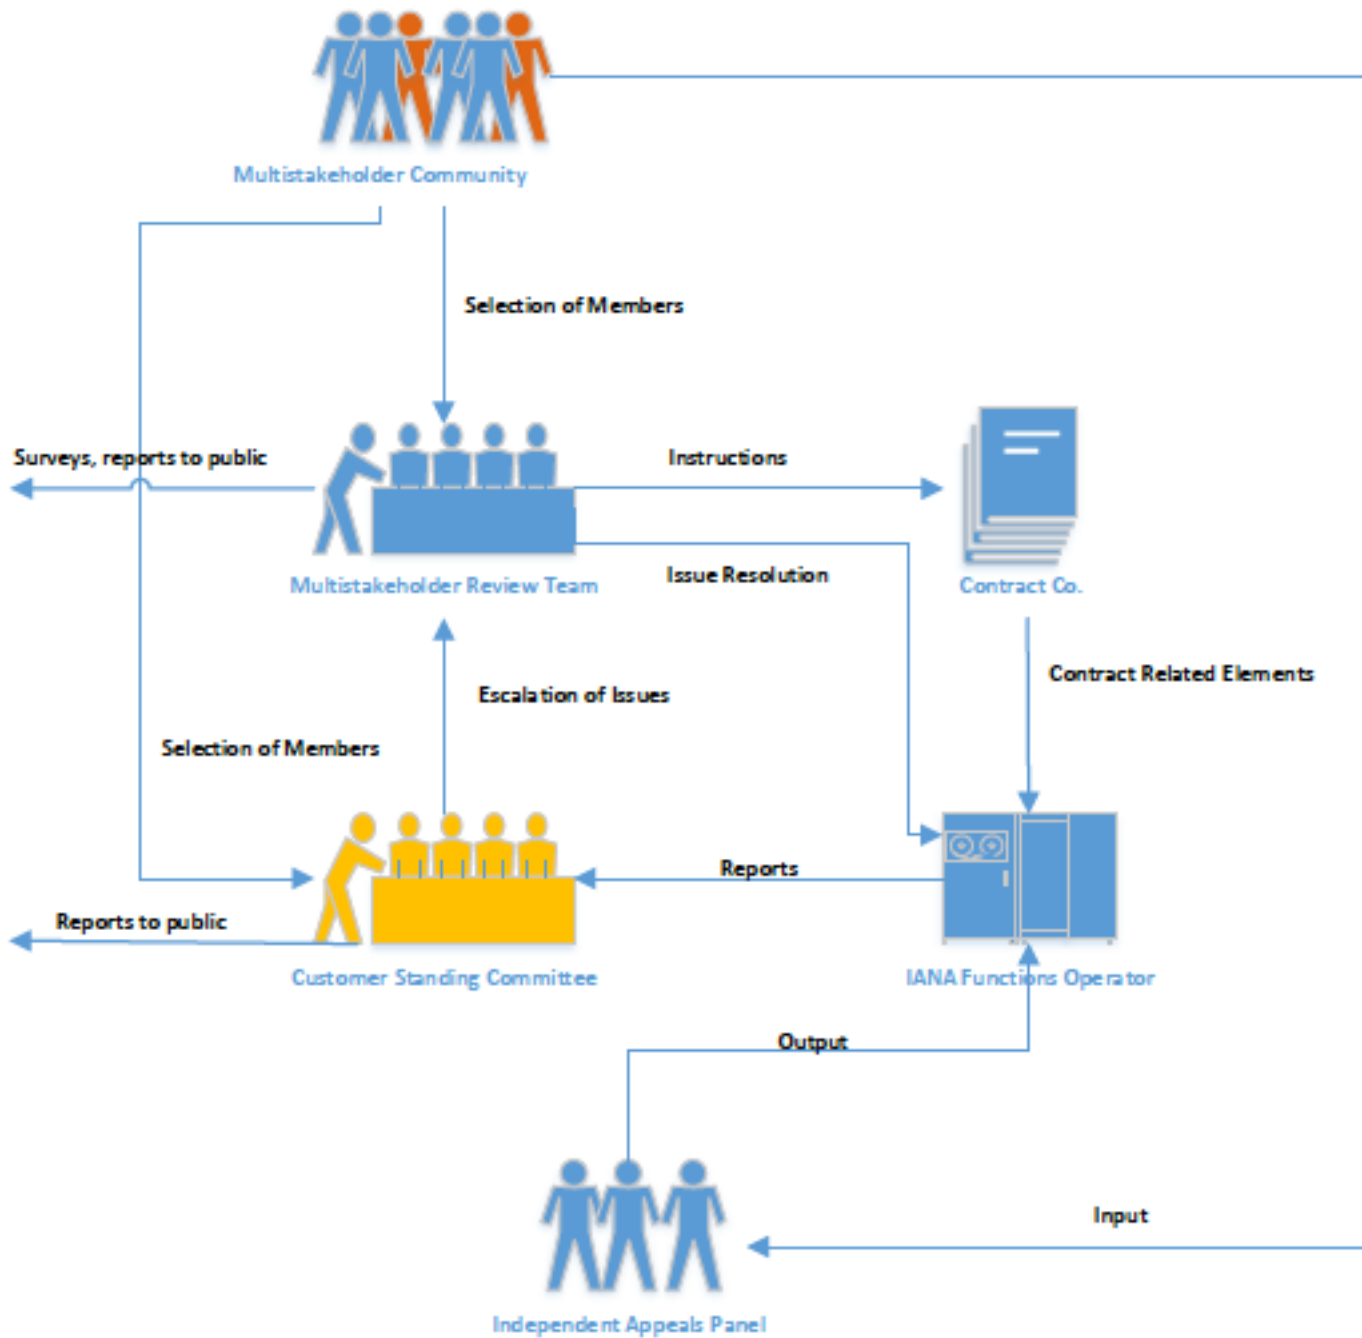 Multistakeholder Community
Selection of Members
Surveys, reports to public
Instructions
Multistakeholder Review Team
Issue Resolution
Contract Co.
Contract Related Elements
Escalation of Issues
Selection of Members
Reports
Reports to public
Customer Standing Committee
IANA Functions Operator
Output
Input
Independent Appeals Panel